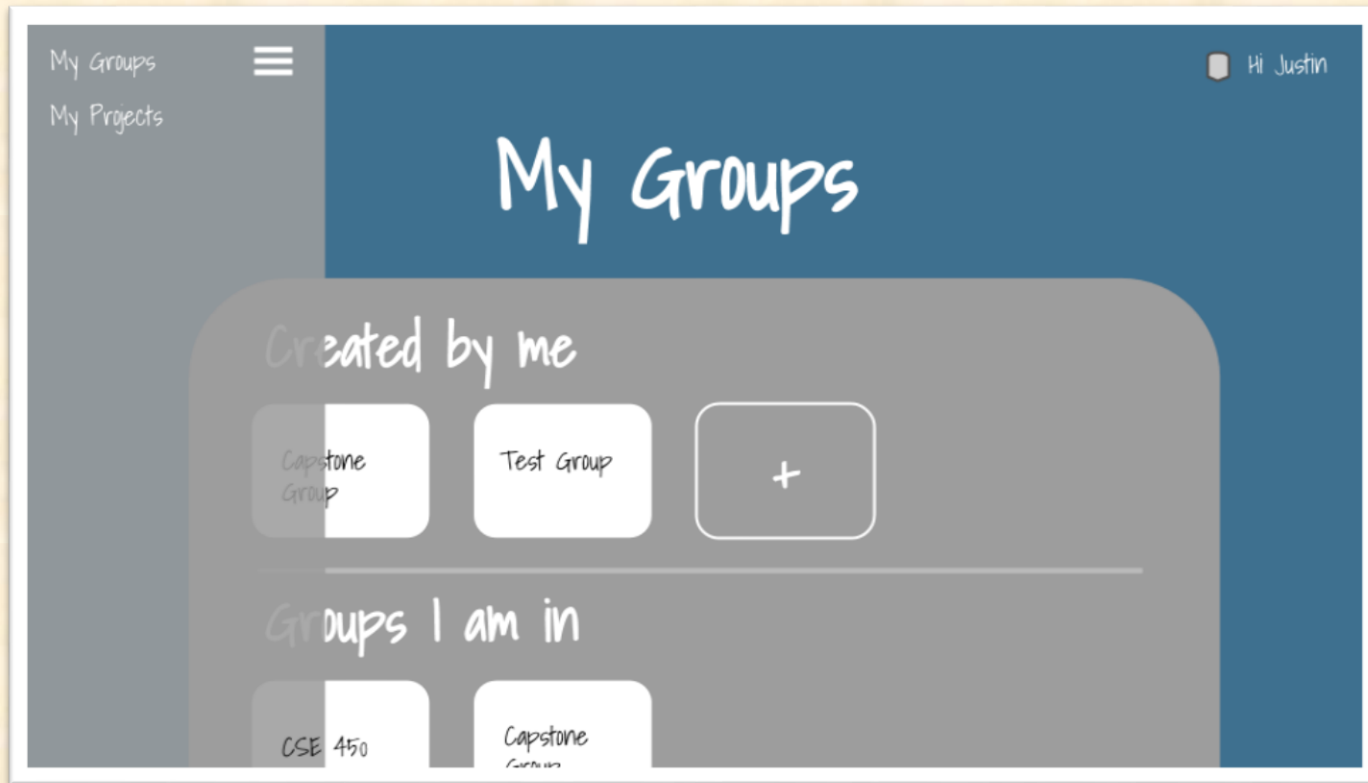 My Groups
My Projects
Hi Justin
My Groups
Created by me
Capstone
Group
Test Group
+
Groups I am in
CSE 450
Capstone
Group